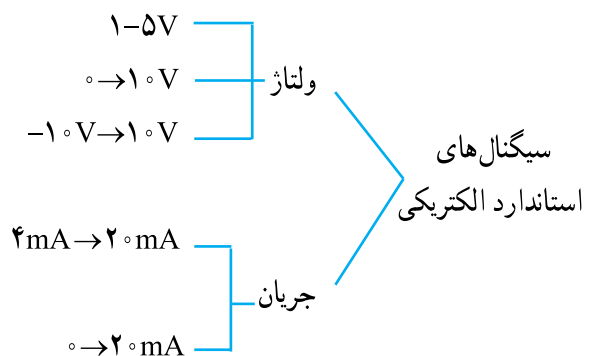 سیگنال‌های
استاندارد الکتریکی
ولتاژ
۱-۵V
۰→۱۰V
-۱۰V→۱۰V
جریان
۴mA→۲۰mA
۰→۲۰mA